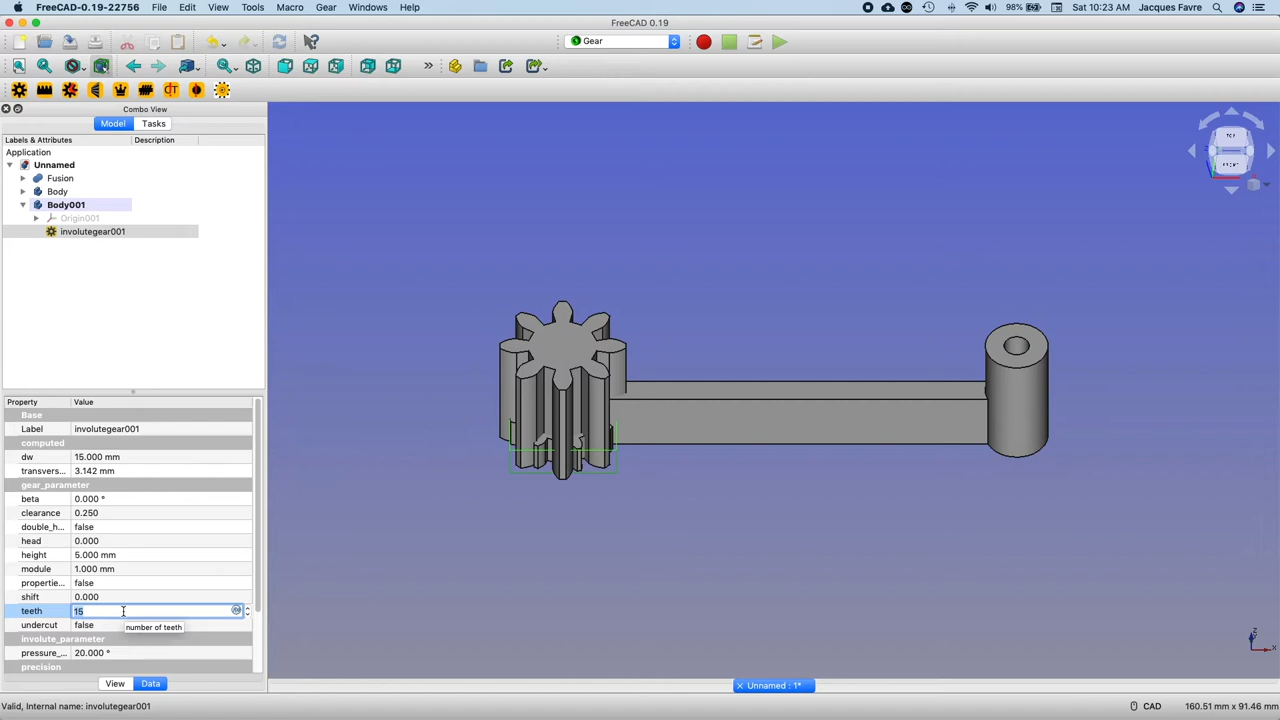 FreeCAD-0.19-22756 File Edit View Tools Macro Gear Windows Help 98% Sat 10:23 AM Jacques Favre
FreeCAD 0.19
Gear
Combo View
Model Tasks
Labels & Attributes Description
Application
Unnamed
Fusion
Body
Body001
Origin001
involutegear001
Property Value
Base
Label involutegear001
computed
dw 15.000 mm
transvers... 3.142 mm
gear_parameter
beta 0.000 °
clearance 0.250
double_h... false
head 0.000
height 5.000 mm
module 1.000 mm
propertie... false
shift 0.000
teeth 15
undercut false
number of teeth
involute_parameter
pressure_... 20.000 °
precision
View Data
Valid, Internal name: involutegear001
TOP
FRONT
Z
X
Unnamed : 1*
CAD 160.51 mm x 91.46 mm